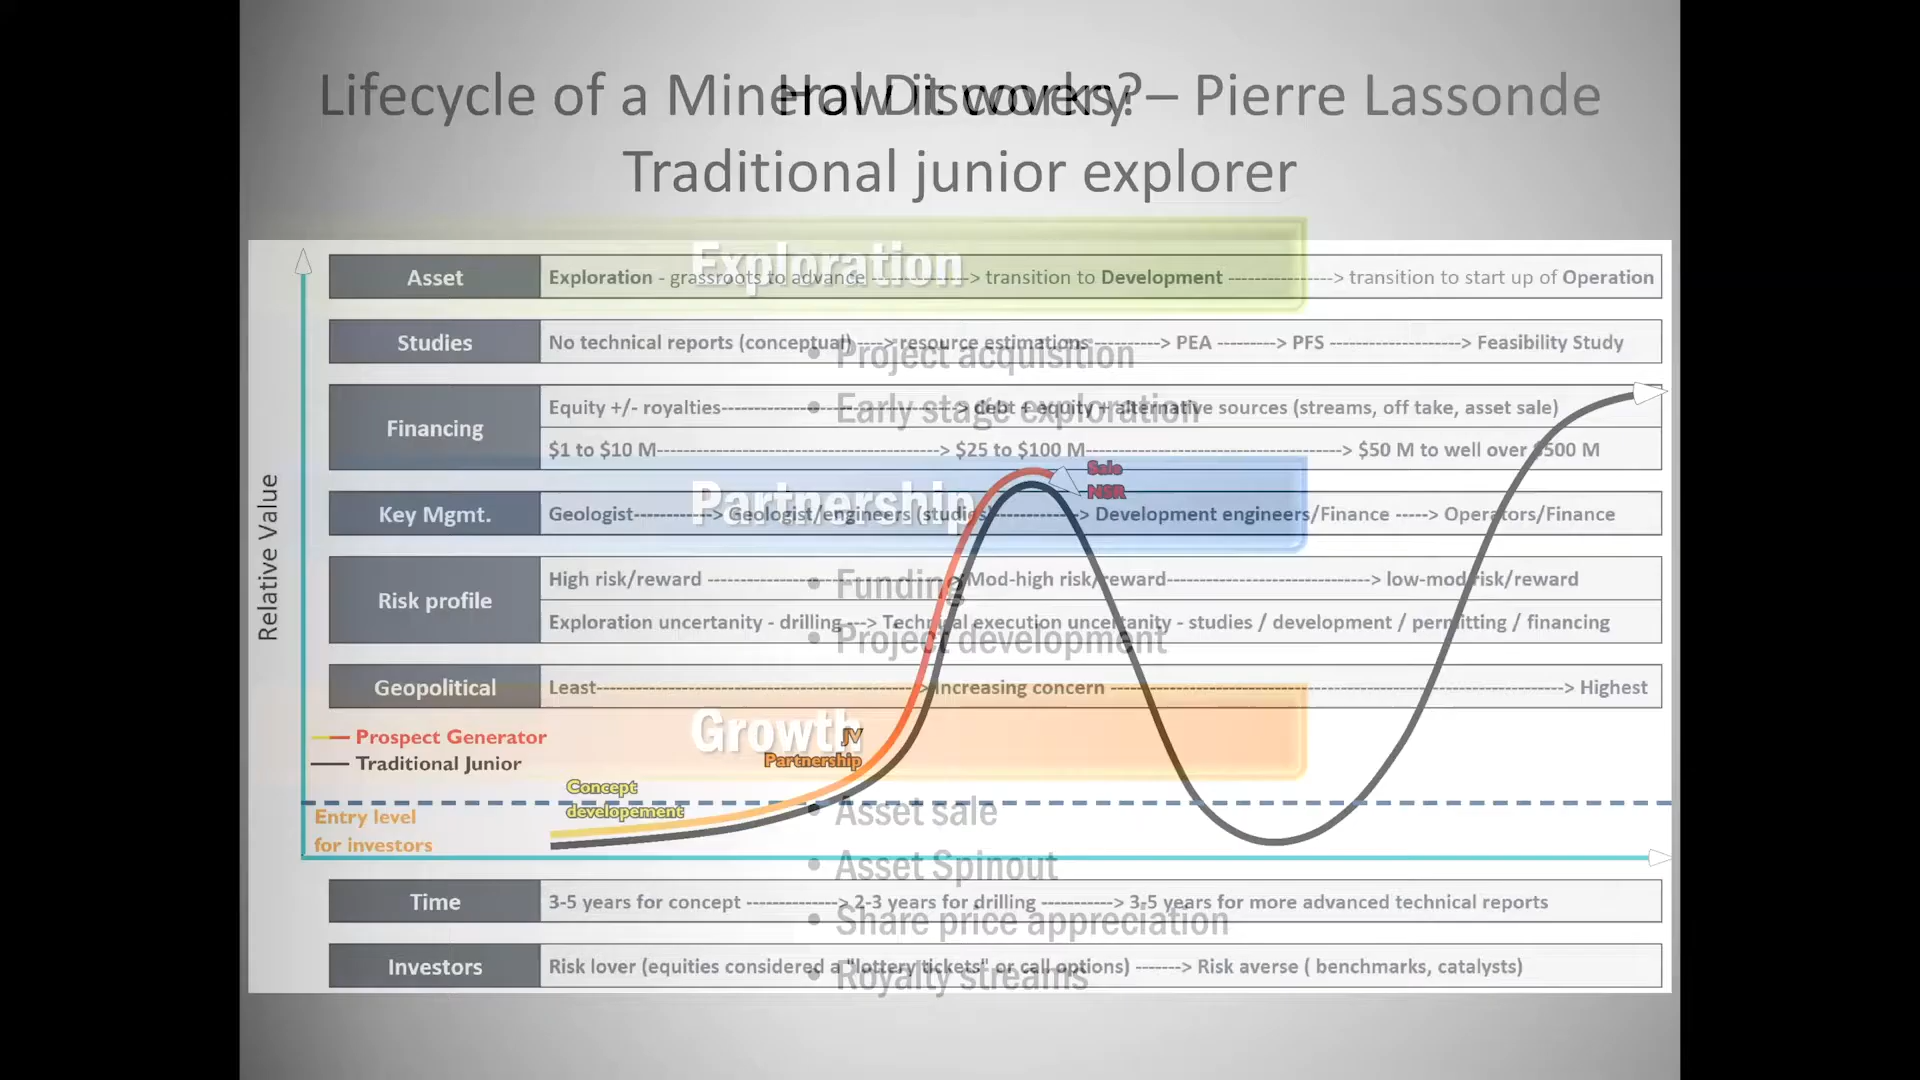 Lifecycle of a Mineral Discovery – Pierre Lassonde
Traditional junior explorer
How it works?
Exploration
• Project acquisition
• Early stage exploration
Partnership
• Funding
• Project development
Growth
• Asset sale
• Asset Spinout
• Share price appreciation
• Royalty streams
Relative Value
Asset
Exploration - grassroots to advance ------------> transition to Development ----------------> transition to start up of Operation
Studies
No technical reports (conceptual) ----> resource estimations ----------> PEA ---------> PFS --------------------> Feasibility Study
Financing
Equity +/- royalties-----------------------------------> debt + equity + alternative sources (streams, off take, asset sale)
$1 to $10 M------------------------------------------> $25 to $100 M---------------------------------------> $50 M to well over $500 M
Key Mgmt.
Geologist------------> Geologist/engineers (studies)-------------> Development engineers/Finance -----> Operators/Finance
Risk profile
High risk/reward -------------------------------------> Mod-high risk/reward------------------------------> low-mod risk/reward
Exploration uncertanity - drilling ---> Technical execution uncertanity - studies / development / permitting / financing
Geopolitical
Least------------------------------------------------> Increasing concern ------------------------------------------------------------------> Highest
Sale
NSR
Prospect Generator
Traditional Junior
JV
Partnership
Concept
developement
Entry level
for investors
Time
3-5 years for concept --------------> 2-3 years for drilling -----------> 3-5 years for more advanced technical reports
Investors
Risk lover (equities considered a "lottery tickets" or call options) -------> Risk averse ( benchmarks, catalysts)